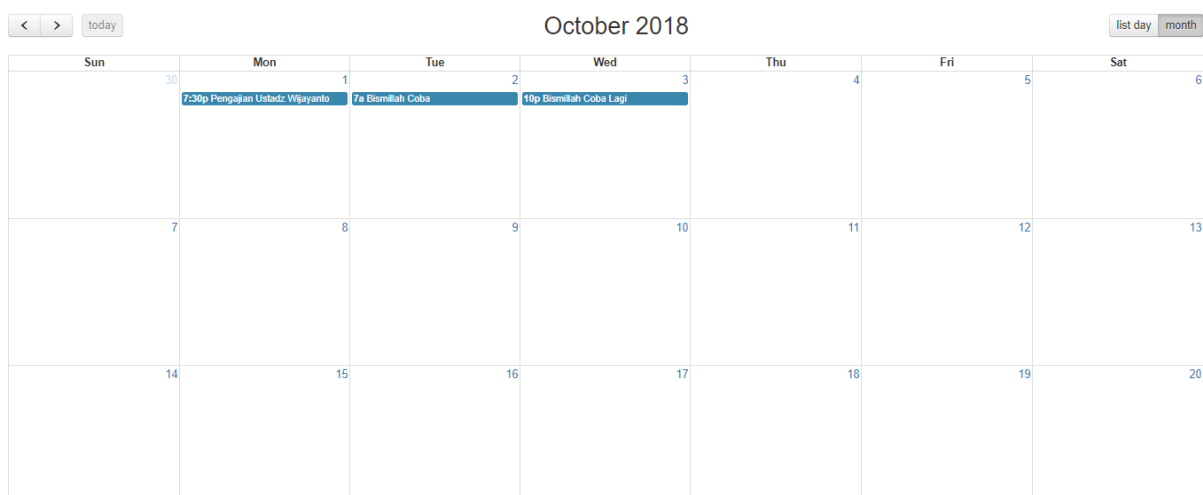 < > today October 2018 list day month
Sun Mon Tue Wed Thu Fri Sat
30 1 2 3 4 5 6
7:30p Pengajian Ustadz Wijayanto 7a Bismillah Coba 10p Bismillah Coba Lagi
7 8 9 10 11 12 13
14 15 16 17 18 19 20